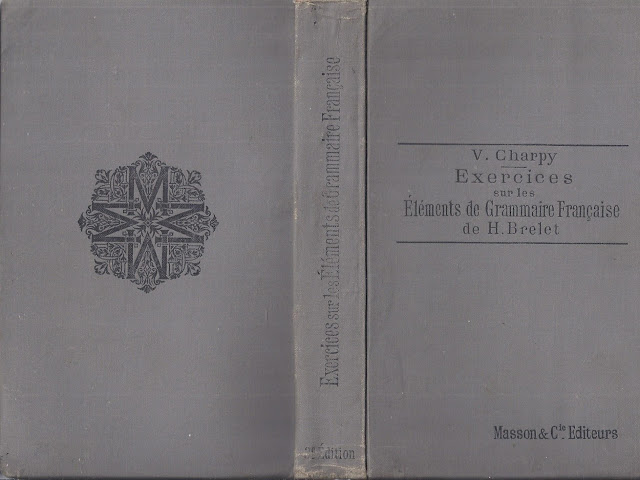 V. Charpy
Exercices
sur les
Éléments de Grammaire Française
de H. Brelet
Masson & Cie Editeurs
Exercices sur les Éléments de Grammaire Française
Édition